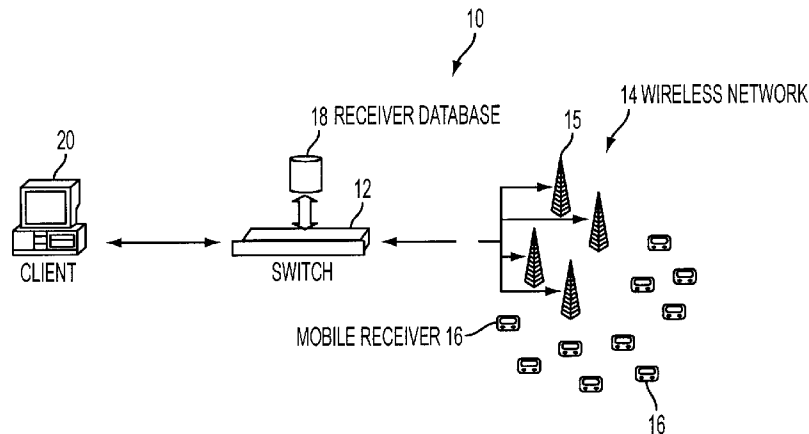 10
18 RECEIVER DATABASE
14 WIRELESS NETWORK
15
20
12
CLIENT
SWITCH
MOBILE RECEIVER 16
16